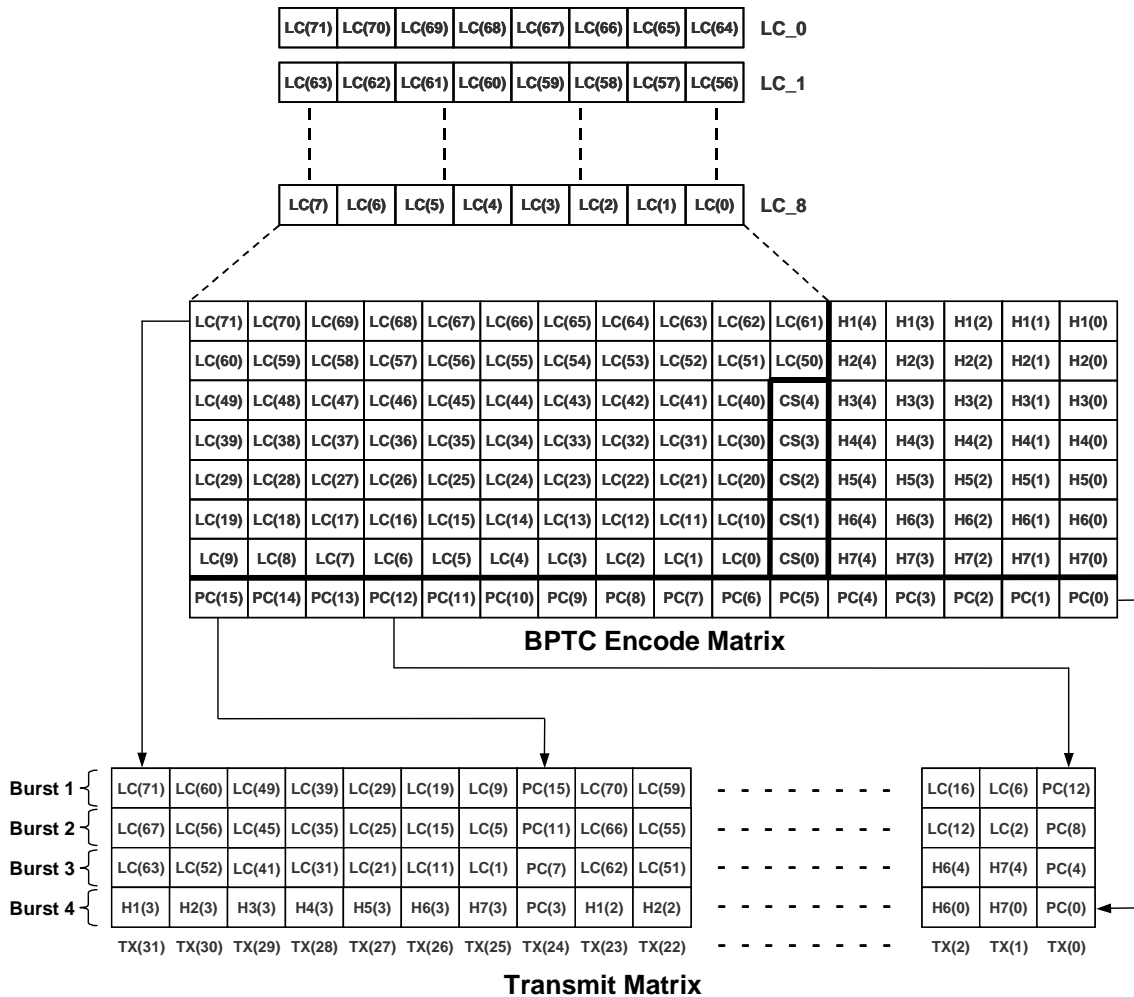 LC(71) LC(70) LC(69) LC(68) LC(67) LC(66) LC(65) LC(64) LC_0
LC(63) LC(62) LC(61) LC(60) LC(59) LC(58) LC(57) LC(56) LC_1
LC(7) LC(6) LC(5) LC(4) LC(3) LC(2) LC(1) LC(0) LC_8
LC(71) LC(70) LC(69) LC(68) LC(67) LC(66) LC(65) LC(64) LC(63) LC(62) LC(61) H1(4) H1(3) H1(2) H1(1) H1(0)
LC(60) LC(59) LC(58) LC(57) LC(56) LC(55) LC(54) LC(53) LC(52) LC(51) LC(50) H2(4) H2(3) H2(2) H2(1) H2(0)
LC(49) LC(48) LC(47) LC(46) LC(45) LC(44) LC(43) LC(42) LC(41) LC(40) CS(4) H3(4) H3(3) H3(2) H3(1) H3(0)
LC(39) LC(38) LC(37) LC(36) LC(35) LC(34) LC(33) LC(32) LC(31) LC(30) CS(3) H4(4) H4(3) H4(2) H4(1) H4(0)
LC(29) LC(28) LC(27) LC(26) LC(25) LC(24) LC(23) LC(22) LC(21) LC(20) CS(2) H5(4) H5(3) H5(2) H5(1) H5(0)
LC(19) LC(18) LC(17) LC(16) LC(15) LC(14) LC(13) LC(12) LC(11) LC(10) CS(1) H6(4) H6(3) H6(2) H6(1) H6(0)
LC(9) LC(8) LC(7) LC(6) LC(5) LC(4) LC(3) LC(2) LC(1) LC(0) CS(0) H7(4) H7(3) H7(2) H7(1) H7(0)
PC(15) PC(14) PC(13) PC(12) PC(11) PC(10) PC(9) PC(8) PC(7) PC(6) PC(5) PC(4) PC(3) PC(2) PC(1) PC(0)
BPTC Encode Matrix
Burst 1 LC(71) LC(60) LC(49) LC(39) LC(29) LC(19) LC(9) PC(15) LC(70) LC(59) LC(16) LC(6) PC(12)
Burst 2 LC(67) LC(56) LC(45) LC(35) LC(25) LC(15) LC(5) PC(11) LC(66) LC(55) LC(12) LC(2) PC(8)
Burst 3 LC(63) LC(52) LC(41) LC(31) LC(21) LC(11) LC(1) PC(7) LC(62) LC(51) H6(4) H7(4) PC(4)
Burst 4 H1(3) H2(3) H3(3) H4(3) H5(3) H6(3) H7(3) PC(3) H1(2) H2(2) H6(0) H7(0) PC(0)
TX(31) TX(30) TX(29) TX(28) TX(27) TX(26) TX(25) TX(24) TX(23) TX(22) TX(2) TX(1) TX(0)
Transmit Matrix